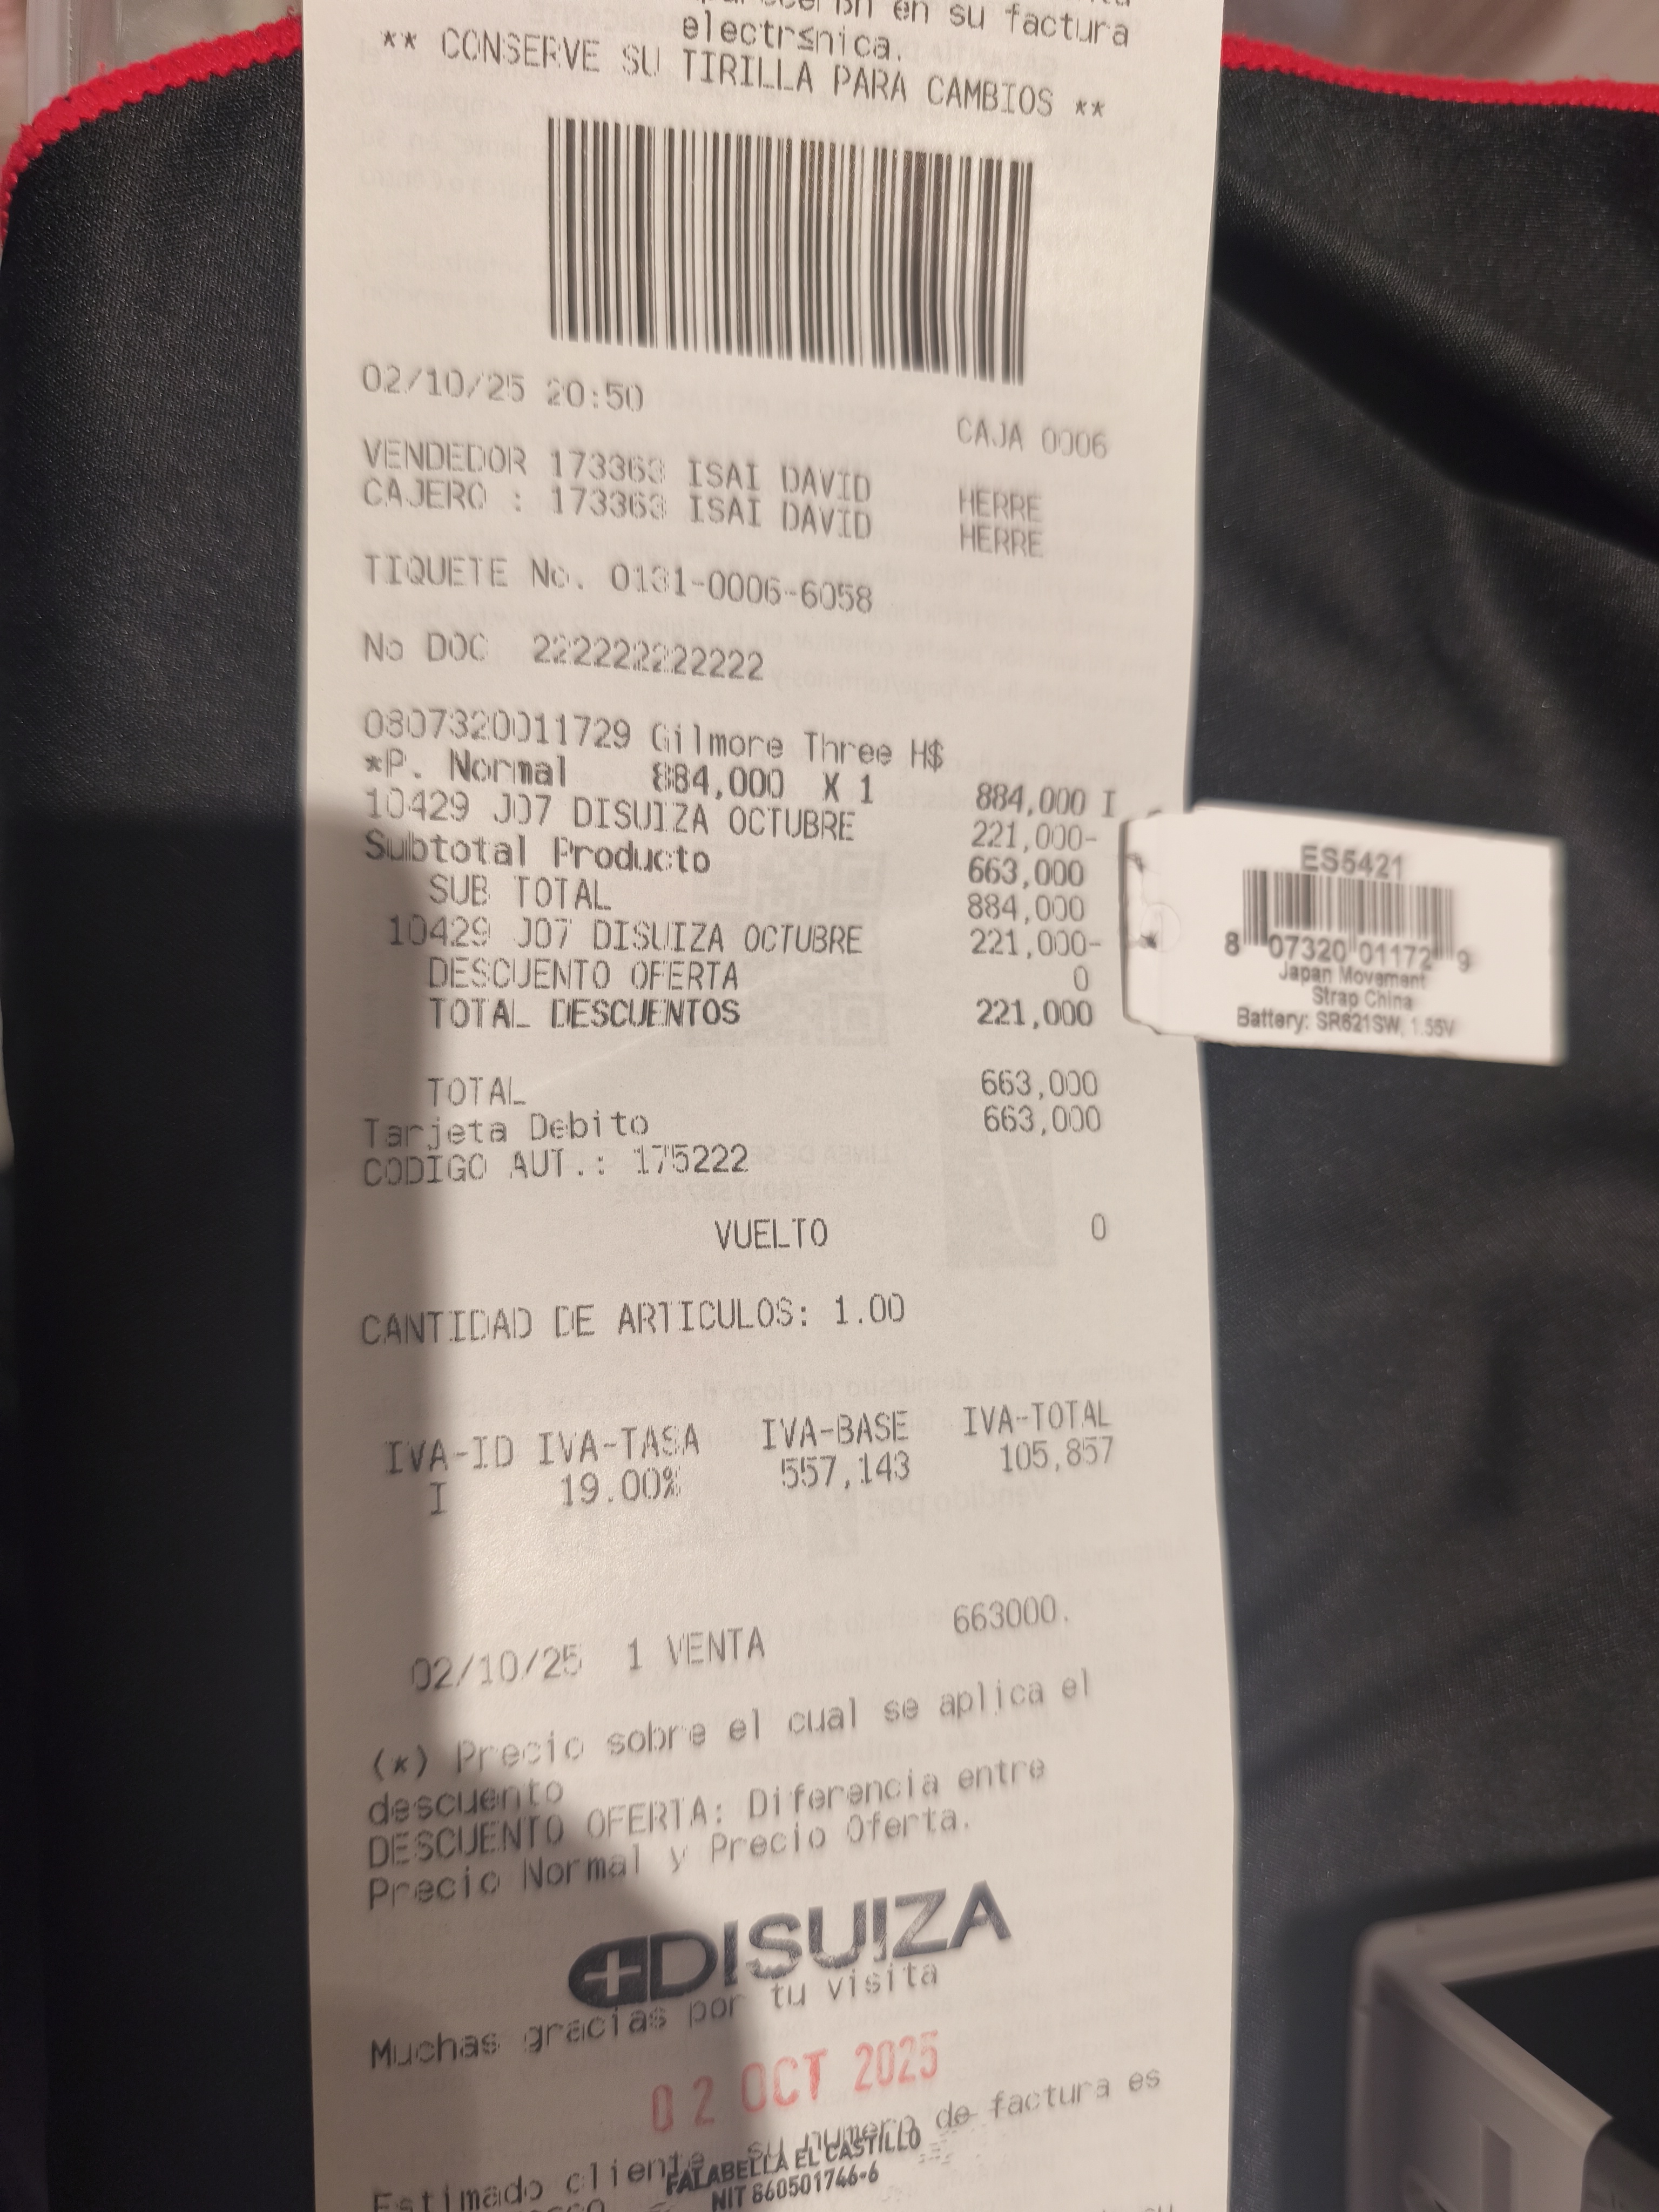 en su factura
electr≤nica.
** CONSERVE SU TIRILLA PARA CAMBIOS **
02/10/25 20:50
CAJA 0006
VENDEDOR 173363 ISAI DAVID HERRE
CAJERO : 173363 ISAI DAVID HERRE
TIQUETE No. 0131-0006-6058
No DOC 222222222222
0807320011729 Gilmore Three H$
*P. Normal 884,000 X 1 884,000 I
10429 J07 DISUIZA OCTUBRE 221,000-
Subtotal Producto 663,000
SUB TOTAL 884,000
10429 J07 DISUIZA OCTUBRE 221,000-
DESCUENTO OFERTA 0
TOTAL DESCUENTOS 221,000
TOTAL 663,000
Tarjeta Debito 663,000
CODIGO AUT.: 175222
VUELTO 0
CANTIDAD DE ARTICULOS: 1.00
IVA-ID IVA-TASA IVA-BASE IVA-TOTAL
I 19.00% 557,143 105,857
663000.
02/10/25 1 VENTA
(*) Precio sobre el cual se aplica el
descuento
DESCUENTO OFERTA: Diferencia entre
Precio Normal y Precio Oferta.
DISUIZA
Muchas gracias por tu visita
02 OCT 2025
Estimado cliente, su numero de factura es
FALABELLA EL CASTILLO
NIT 860501746-6
ES5421
8 07320 01172 9
Japan Movement
Strap China
Battery: SR621SW, 1.55V